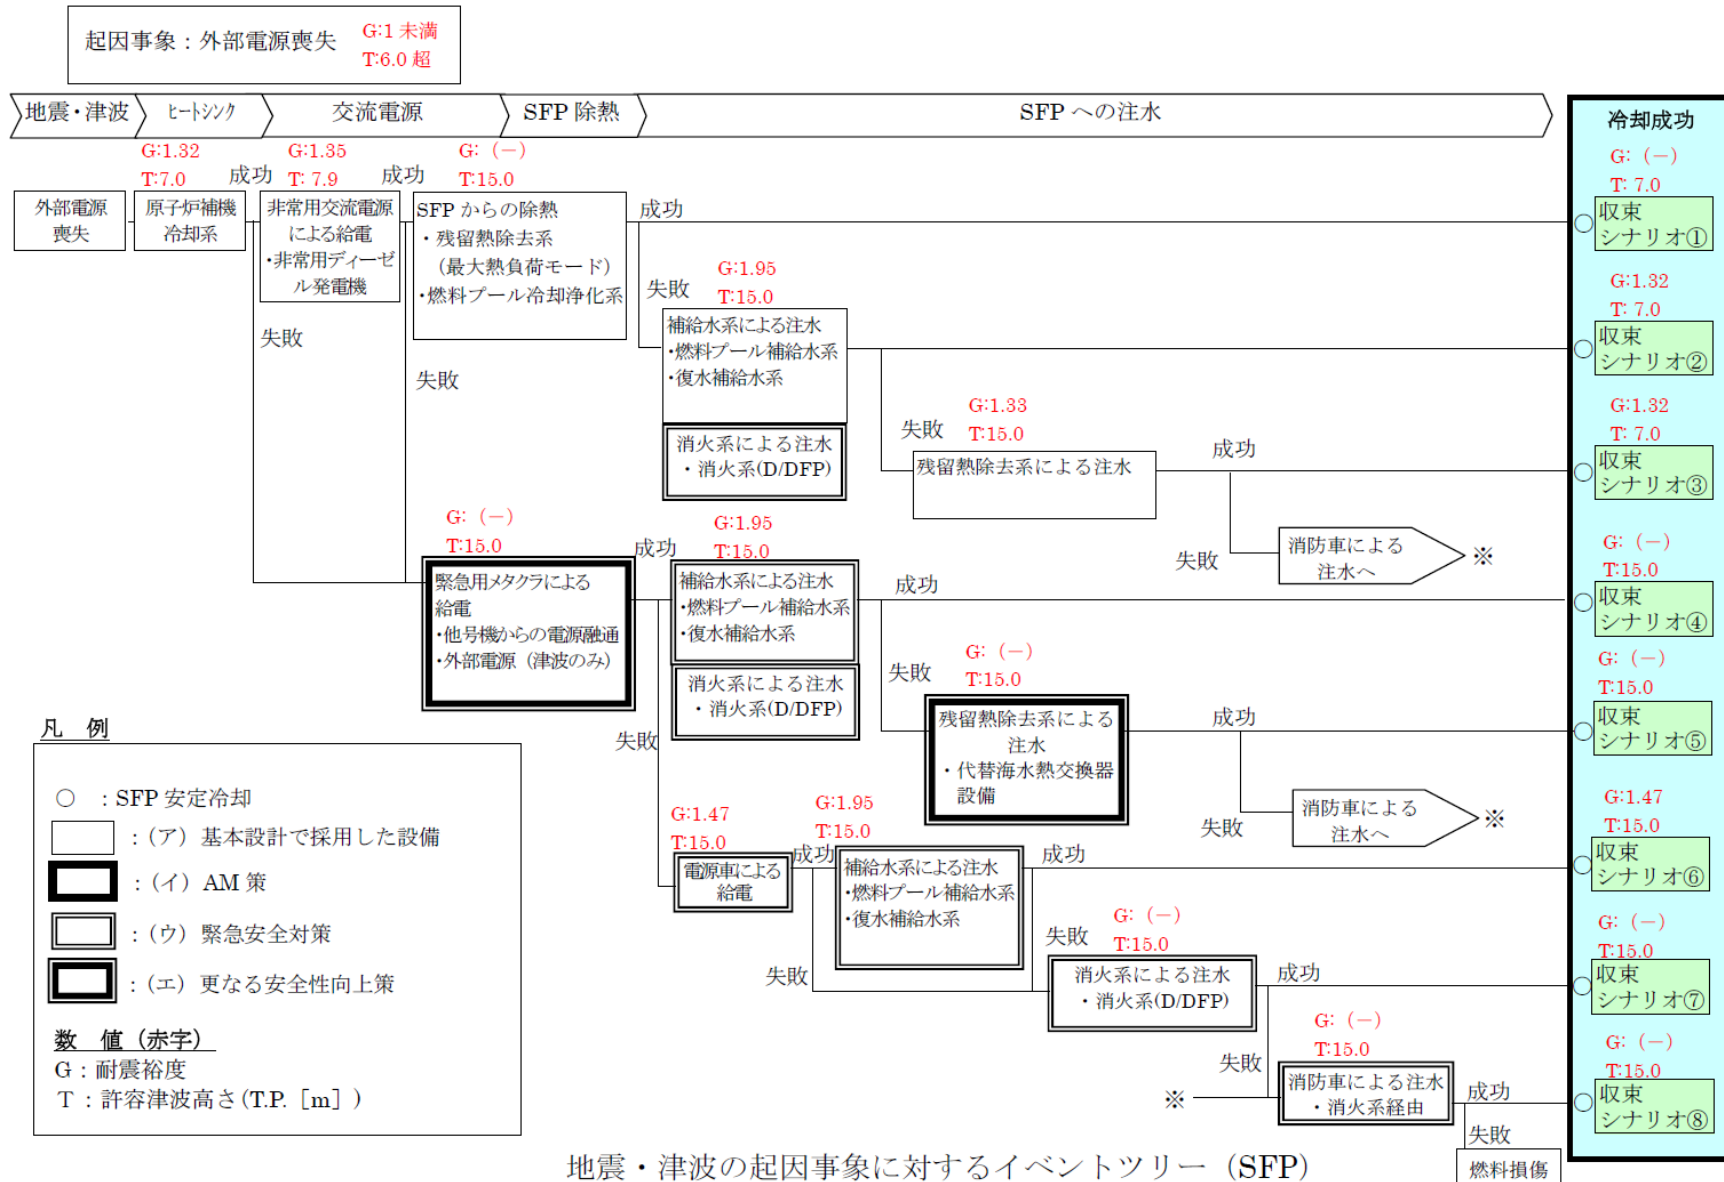 起因事象：外部電源喪失
G:1 未満
T:6.0 超
地震・津波
ﾋｰﾄｼﾝｸ
交流電源
SFP 除熱
SFP への注水
冷却成功
G:1.32
T:7.0
成功
G:1.35
T: 7.9
成功
G:（－）
T:15.0
外部電源
喪失
原子炉補機
冷却系
非常用交流電源
による給電
・非常用ディーゼ
ル発電機
失敗
SFP からの除熱
・残留熱除去系
（最大熱負荷モード）
・燃料プール冷却浄化系
失敗
成功
G:（－）
T: 7.0
収束
シナリオ①
失敗
G:1.95
T:15.0
補給水系による注水
・燃料プール補給水系
・復水補給水系
消火系による注水
・消火系(D/DFP)
G:1.32
T: 7.0
収束
シナリオ②
失敗
G:1.33
T:15.0
残留熱除去系による注水
成功
G:1.32
T: 7.0
収束
シナリオ③
失敗
消防車による
注水へ
※
G:（－）
T:15.0
緊急用メタクラによる
給電
・他号機からの電源融通
・外部電源（津波のみ）
成功
G:1.95
T:15.0
補給水系による注水
・燃料プール補給水系
・復水補給水系
消火系による注水
・消火系(D/DFP)
成功
G:（－）
T:15.0
収束
シナリオ④
失敗
G:（－）
T:15.0
残留熱除去系による
注水
・代替海水熱交換器
設備
成功
G:（－）
T:15.0
収束
シナリオ⑤
失敗
消防車による
注水へ
※
失敗
G:1.47
T:15.0
電源車による
給電
成功
G:1.95
T:15.0
補給水系による注水
・燃料プール補給水系
・復水補給水系
成功
G:1.47
T:15.0
収束
シナリオ⑥
失敗
失敗
G:（－）
T:15.0
消火系による注水
・消火系(D/DFP)
成功
G:（－）
T:15.0
収束
シナリオ⑦
失敗
※
G:（－）
T:15.0
消防車による注水
・消火系経由
成功
G:（－）
T:15.0
収束
シナリオ⑧
失敗
燃料損傷
凡　例
○　：SFP 安定冷却
：（ア）基本設計で採用した設備
：（イ）AM 策
：（ウ）緊急安全対策
：（エ）更なる安全性向上策
数　値（赤字）
G：耐震裕度
T：許容津波高さ(T.P.［m］)
地震・津波の起因事象に対するイベントツリー（SFP）